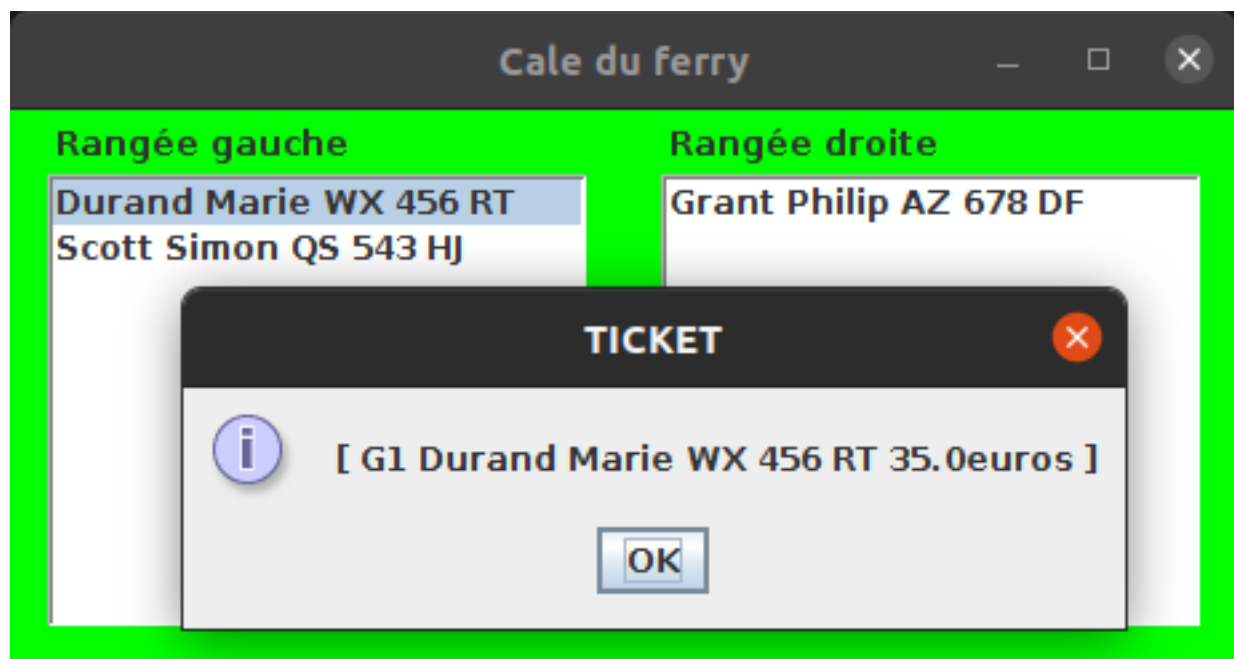 Cale du ferry
Rangée gauche
Rangée droite
Durand Marie WX 456 RT
Scott Simon QS 543 HJ
Grant Philip AZ 678 DF
TICKET
[ G1 Durand Marie WX 456 RT 35.0euros ]
OK